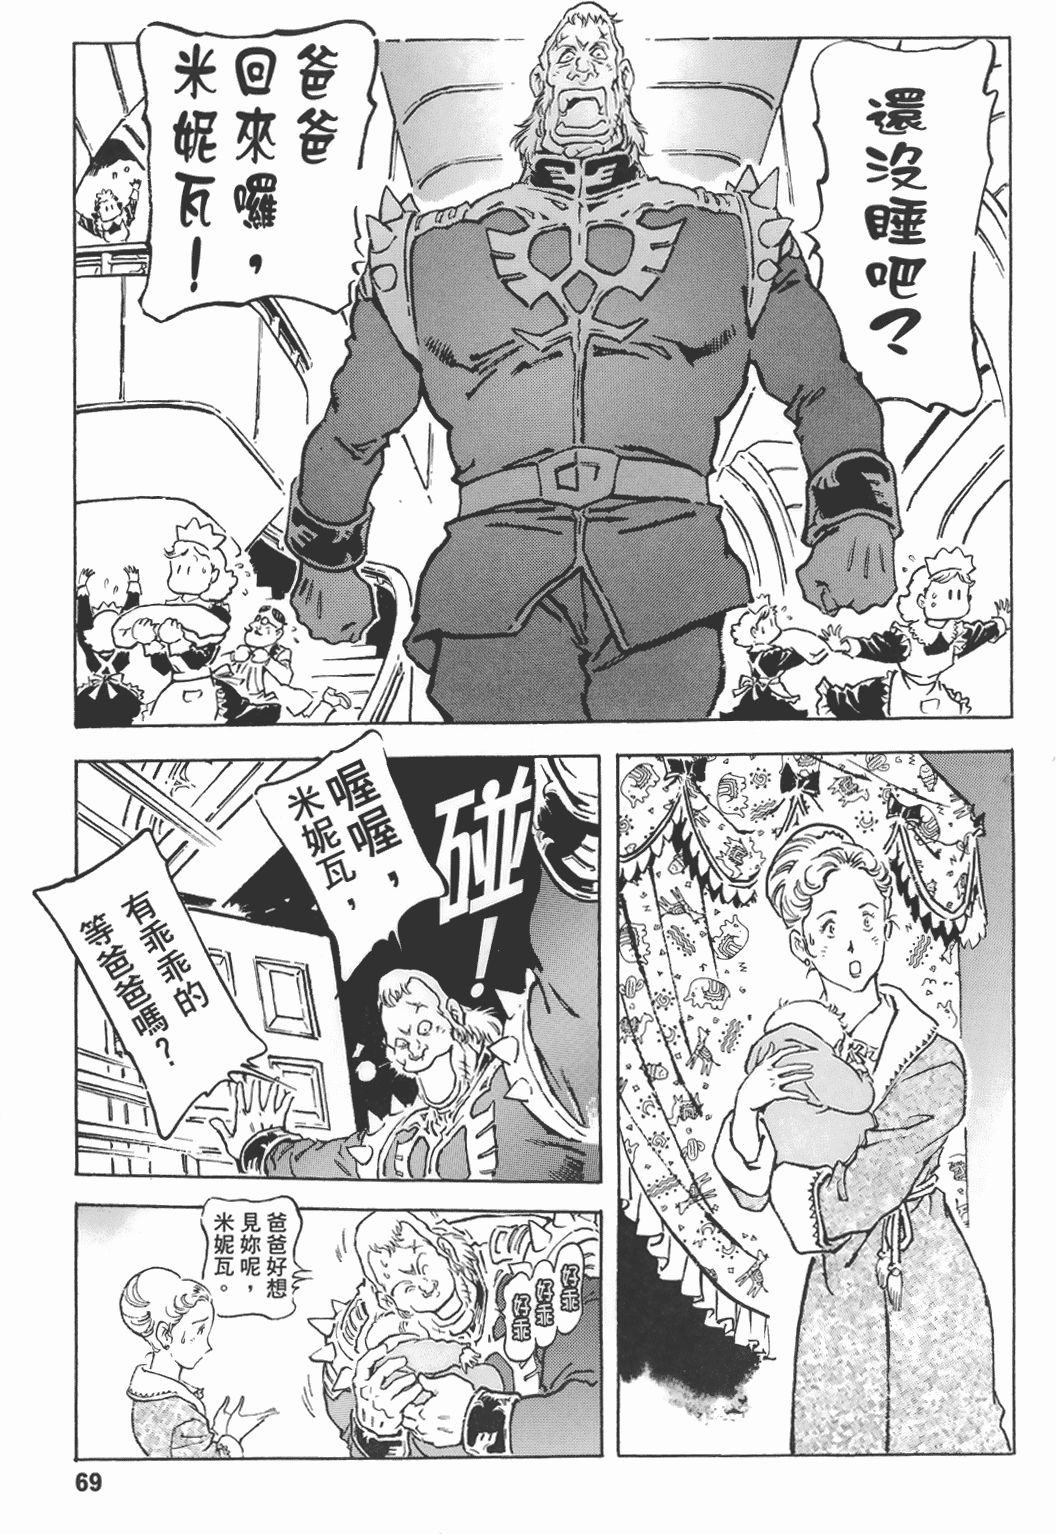 還沒睡吧？
爸爸
回來囉，
米妮瓦！
碰！
喔喔，
米妮瓦，
有乖乖的
等爸爸嗎？
好乖
好乖
好乖
爸爸好想
見妳呢，
米妮瓦。
69